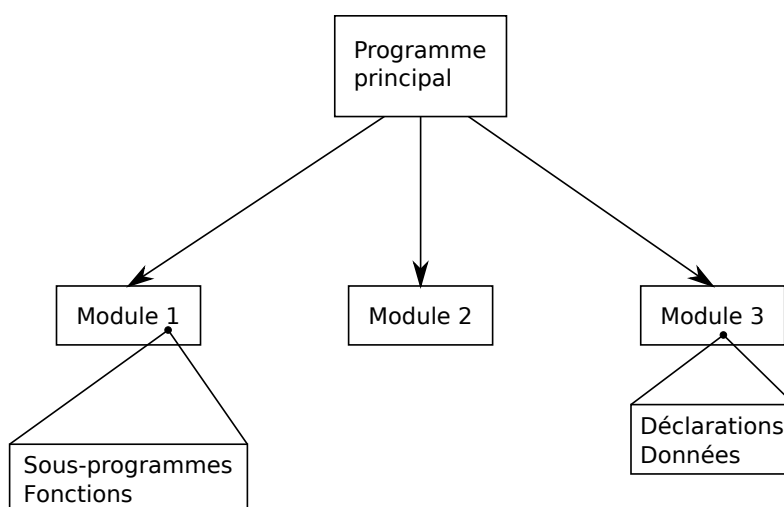 Programme
principal
Module 1
Module 2
Module 3
Sous-programmes
Fonctions
Déclarations
Données